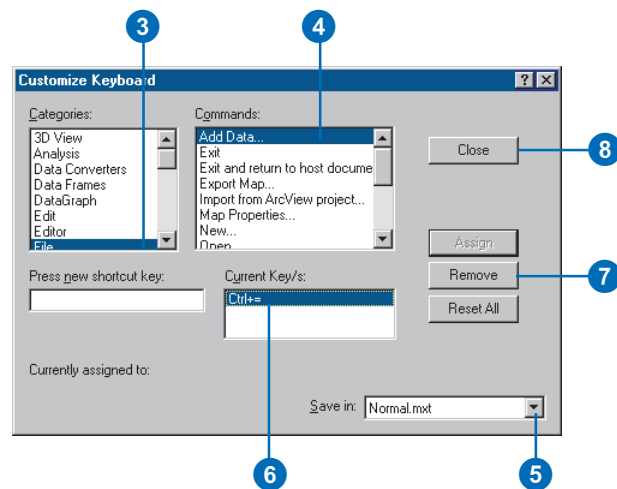 3
4
Customize Keyboard
? X
Categories:
Commands:
3D View
Analysis
Data Converters
Data Frames
DataGraph
Edit
Editor
File
Add Data...
Exit
Exit and return to host docume
Export Map...
Import from ArcView project...
Map Properties...
New...
Open
Close
8
Assign
Press new shortcut key:
Current Key/s:
Remove
7
Ctrl+=
Reset All
Currently assigned to:
Save in:
Normal.mxt
6
5